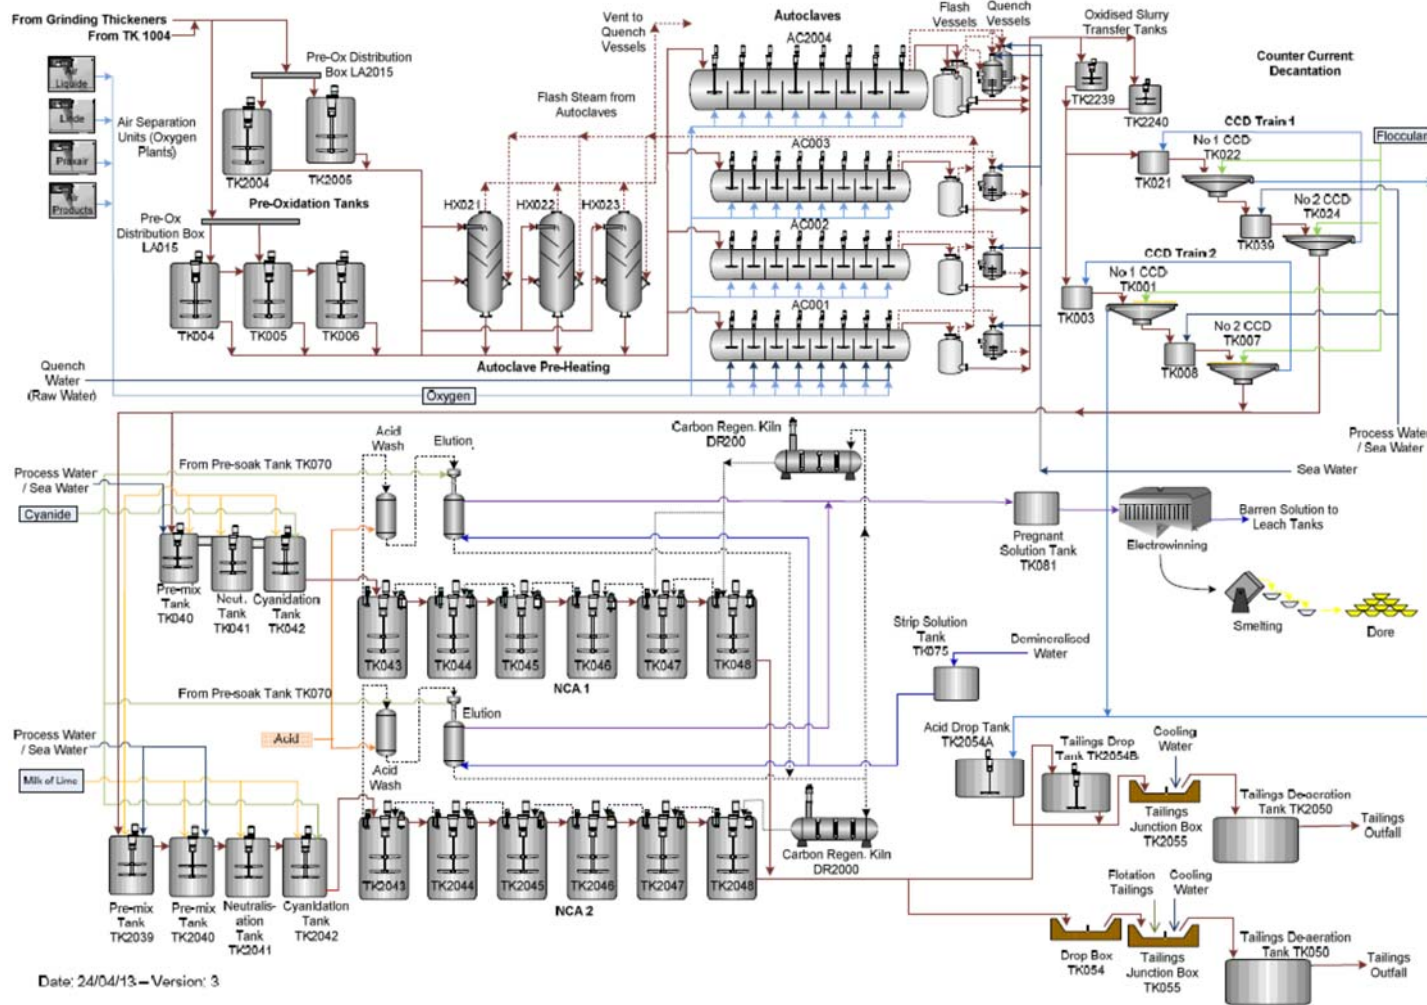 From Grinding Thickeners
From TK 1004
Air
Liquide
Linde
Praxair
Air
Products
Air Separation
Units (Oxygen
Plants)
Pre-Ox Distribution
Box LA2015
TK2004
TK2005
Pre-Oxidation Tanks
Pre-Ox
Distribution Box
LA015
TK004
TK005
TK006
Quench
Water
(Raw Water)
Oxygen
Vent to
Quench
Vessels
Flash Steam from
Autoclaves
HX021
HX022
HX023
Autoclave Pre-Heating
Autoclaves
AC2004
AC003
AC002
AC001
Flash
Vessels
Quench
Vessels
Oxidised Slurry
Transfer Tanks
TK2239
TK2240
Counter Current
Decantation
CCD Train 1
No 1 CCD
TK022
TK021
No 2 CCD
TK024
TK039
Floccular
CCD Train 2
No 1 CCD
TK001
TK003
No 2 CCD
TK007
TK008
Process Water
/ Sea Water
Sea Water
Process Water
/ Sea Water
Cyanide
From Pre-soak Tank TK070
Acid
Wash
Elution
Carbon Regen. Kiln
DR200
Pre-mix
Tank
TK040
Neut.
Tank
TK041
Cyanidation
Tank
TK042
TK043
TK044
TK045
TK046
TK047
TK048
NCA 1
Pregnant
Solution Tank
TK081
Electrowinning
Barren Solution to
Leach Tanks
Smelting
Dore
Strip Solution
Tank
TK075
Demineralised
Water
From Pre-soak Tank TK070
Elution
Acid
Acid
Wash
Process Water
/ Sea Water
Milk of Lime
Pre-mix
Tank
TK2039
Pre-mix
Tank
TK2040
Neutralis-
ation
Tank
TK2041
Cyanidation
Tank
TK2042
TK2043
TK2044
TK2045
TK2046
TK2047
TK2048
NCA 2
Carbon Regen. Kiln
DR2000
Acid Drop Tank
TK2054A
Tailings Drop
Tank TK2054B
Cooling
Water
Tailings
Junction Box
TK2055
Tailings De-aeration
Tank TK2050
Tailings
Outfall
Flotation
Tailings
Cooling
Water
Drop Box
TK054
Tailings
Junction Box
TK055
Tailings De-aeration
Tank TK050
Tailings
Outfall
Date: 24/04/13 – Version: 3